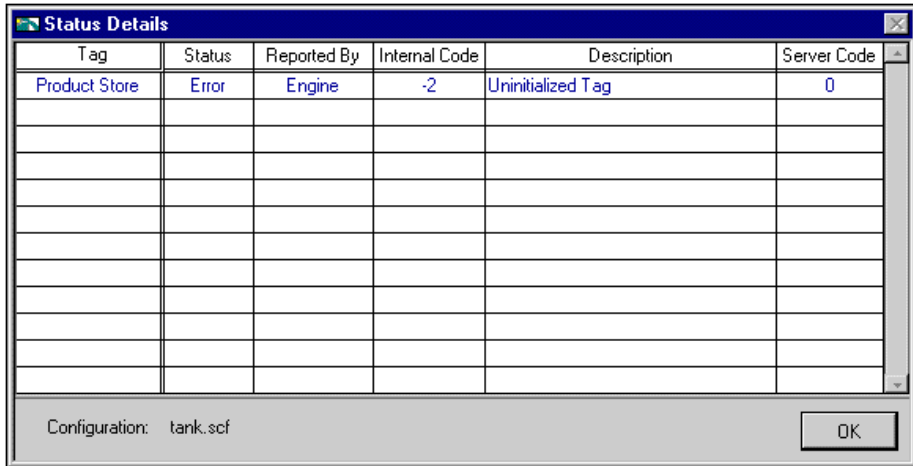 Status Details
Tag Status Reported By Internal Code Description Server Code
Product Store Error Engine -2 Uninitialized Tag 0
Configuration: tank.scf
OK